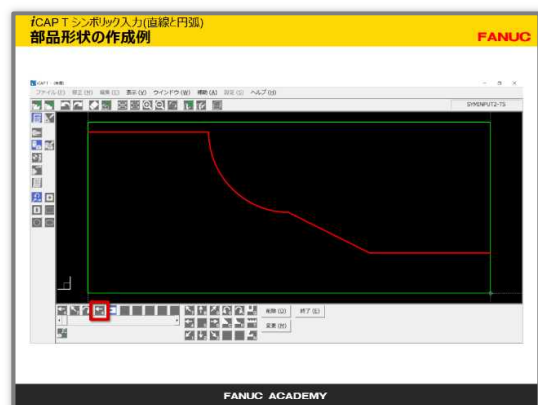 iCAP T シンボリック入力(直線と円弧)
部品形状の作成例
FANUC
ファイル(F) 修正(H) 編集(E) 表示(V) ウインドウ(W) 補助(A) 設定(S) ヘルプ(H)
SYMINPUT2-TS
削除(D) 終了(E)
変更(M)
FANUC ACADEMY